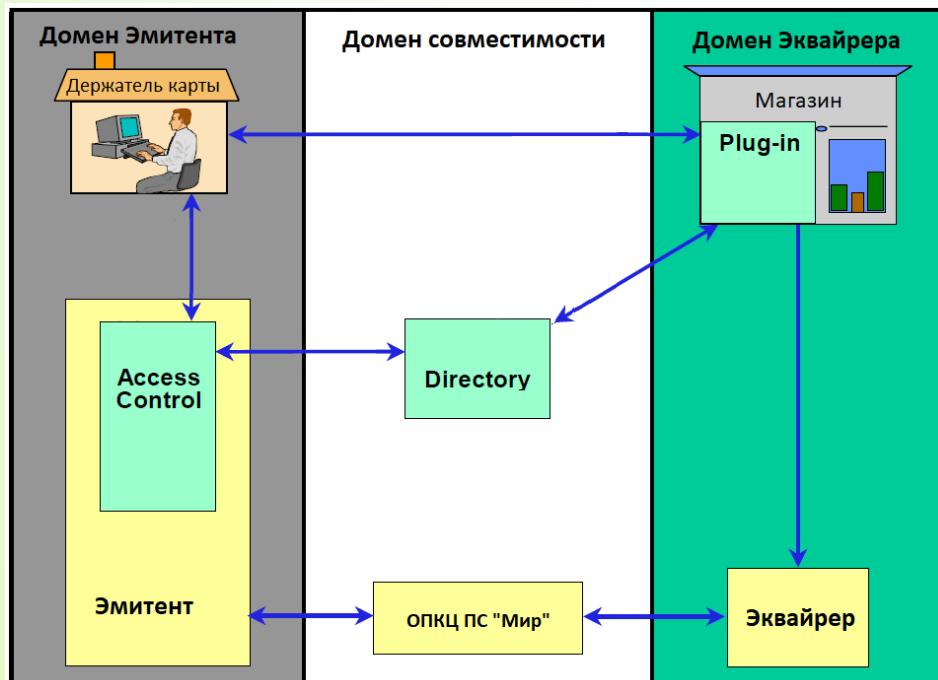 Домен Эмитента
Домен совместимости
Домен Эквайрера
Держатель карты
Магазин
Plug-in
Access
Control
Directory
Эмитент
ОПКЦ ПС "Мир"
Эквайрер